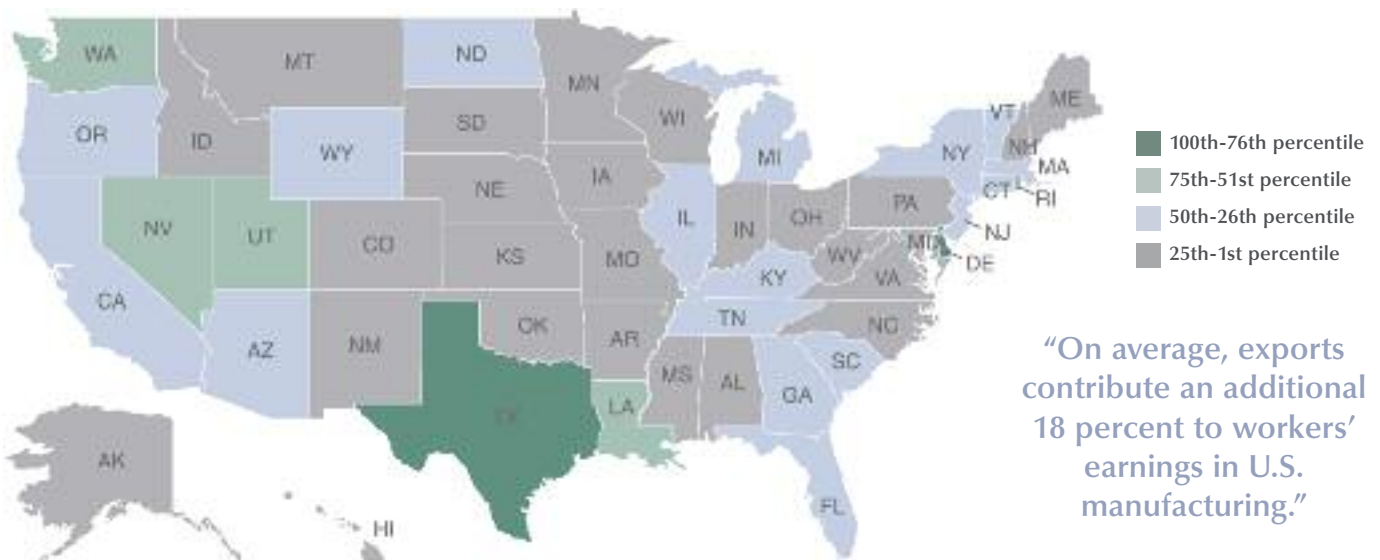 WA
MT
ND
MN
ME
VT
OR
ID
SD
WI
NH
WY
MI
NY
MA
CT
RI
IA
NE
PA
NV
UT
IL
IN
OH
NJ
CO
MD
DE
KS
MO
WV
KY
VA
CA
TN
NC
OK
AZ
NM
AR
SC
MS
AL
GA
TX
LA
AK
FL
HI
100th-76th percentile
75th-51st percentile
50th-26th percentile
25th-1st percentile
“On average, exports
contribute an additional
18 percent to workers’
earnings in U.S.
manufacturing.”